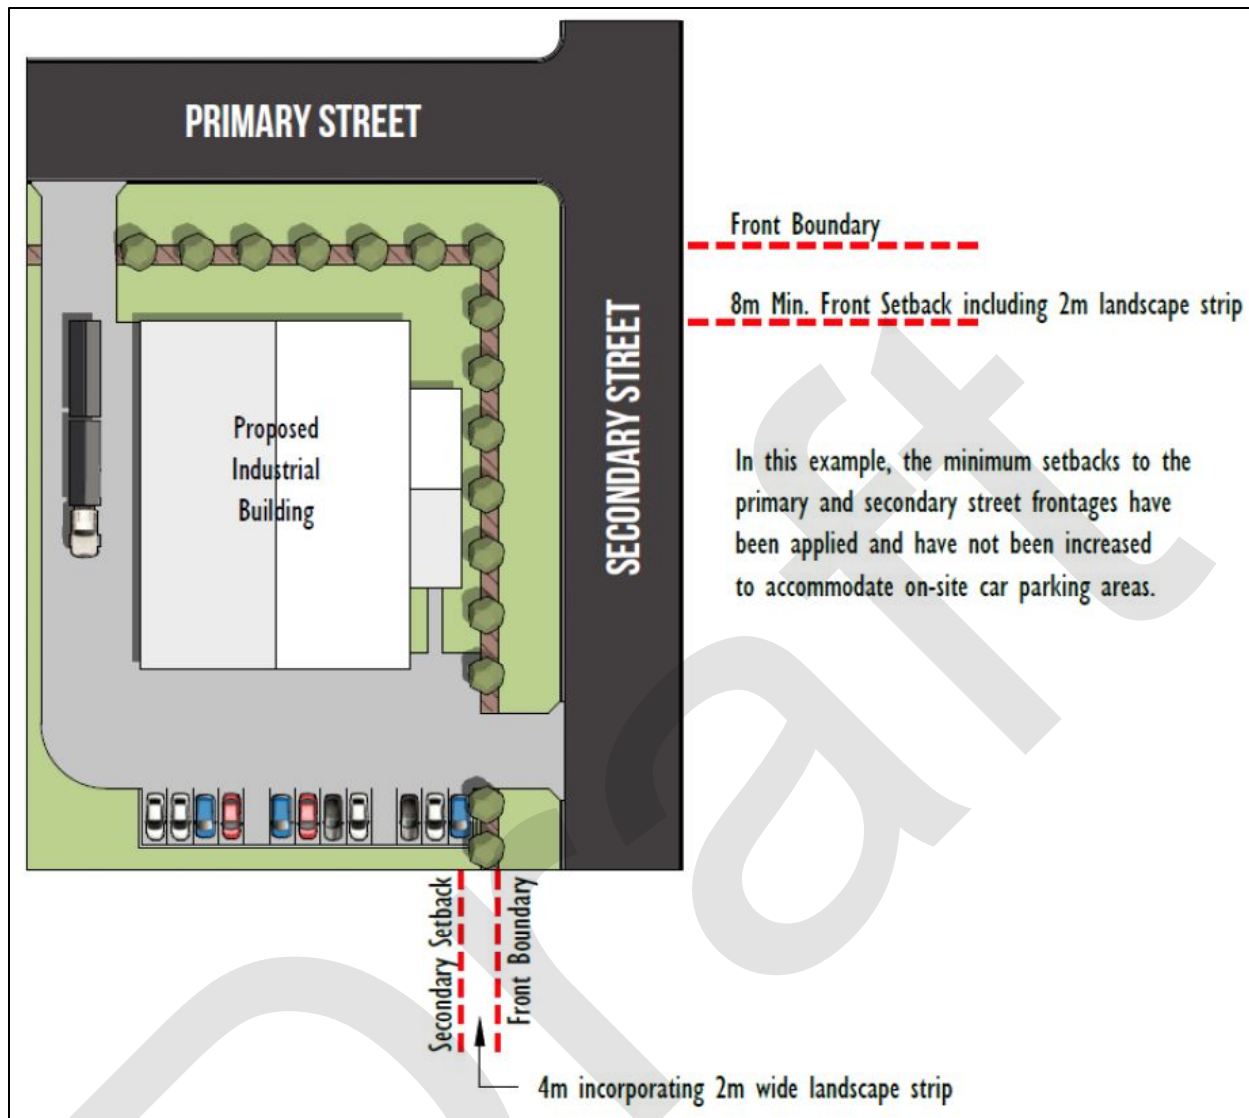 PRIMARY STREET
Front Boundary
8m Min. Front Setback including 2m landscape strip
SECONDARY STREET
Proposed
Industrial
Building
In this example, the minimum setbacks to the
primary and secondary street frontages have
been applied and have not been increased
to accommodate on-site car parking areas.
Secondary Setback
Front Boundary
4m incorporating 2m wide landscape strip
Draft